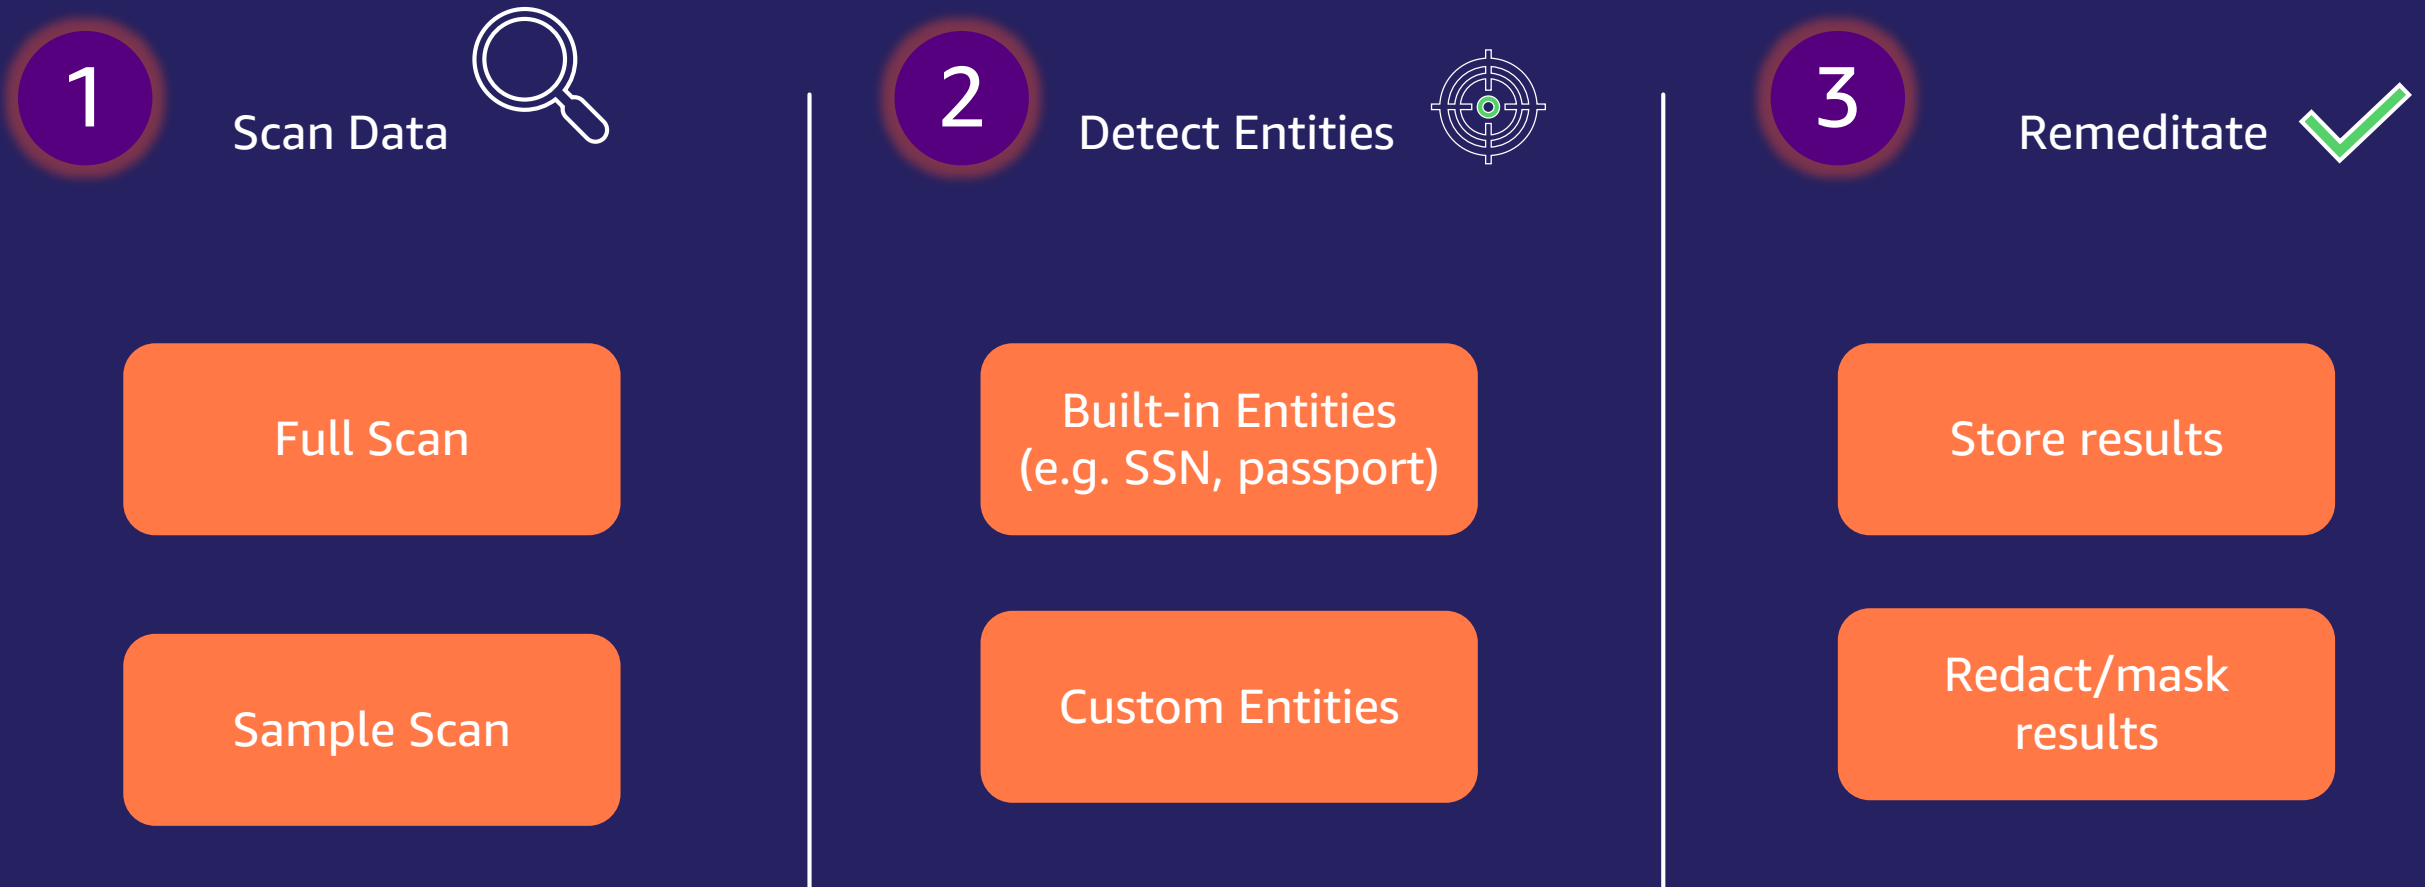 1
Scan Data
Full Scan
Sample Scan
2
Detect Entities
Built-in Entities
(e.g. SSN, passport)
Custom Entities
3
Remeditate
Store results
Redact/mask
results